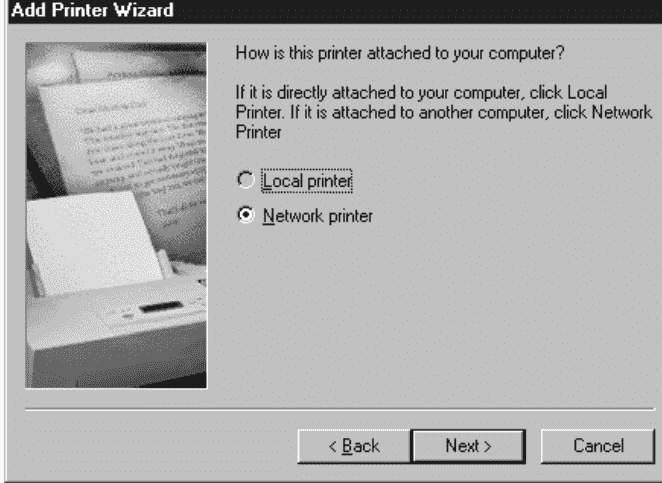 Add Printer Wizard
How is this printer attached to your computer?
If it is directly attached to your computer, click Local
Printer. If it is attached to another computer, click Network
Printer
Local printer
Network printer
< Back
Next >
Cancel